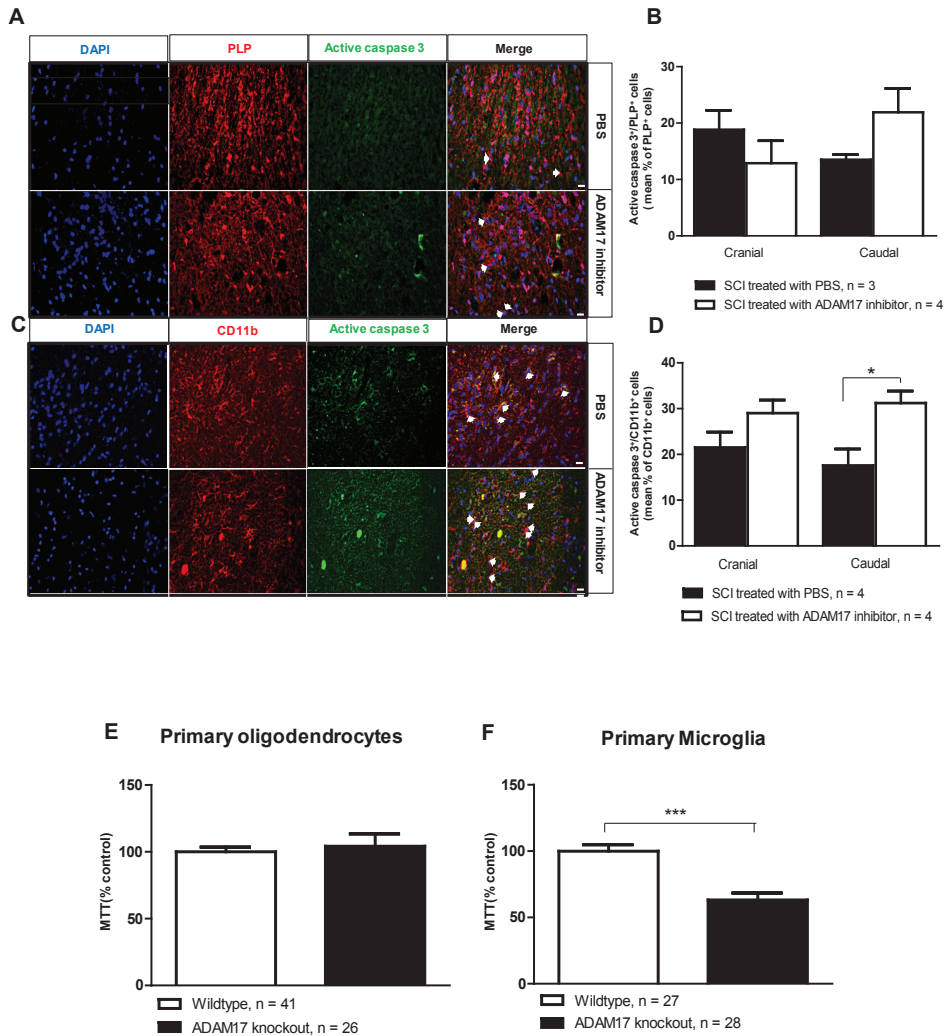 A
DAPI PLP Active caspase 3 Merge
PBS
ADAM17 inhibitor
B
Active caspase 3⁺/PLP⁺ cells
( mean % of PLP⁺ cells)
40
30
20
10
0
Cranial Caudal
SCI treated with PBS, n = 3
SCI treated with ADAM17 inhibitor, n = 4
C
DAPI CD11b Active caspase 3 Merge
PBS
ADAM17 inhibitor
D
Active caspase 3⁺/CD11b⁺ cells
(mean % of CD11b⁺ cells)
40
30
20
10
0
*
Cranial Caudal
SCI treated with PBS, n = 4
SCI treated with ADAM17 inhibitor, n = 4
E Primary oligodendrocytes
MTT(% control)
150
100
50
0
Wildtype, n = 41
ADAM17 knockout, n = 26
F Primary Microglia
MTT(% control)
150
100
50
0
***
Wildtype, n = 27
ADAM17 knockout, n = 28